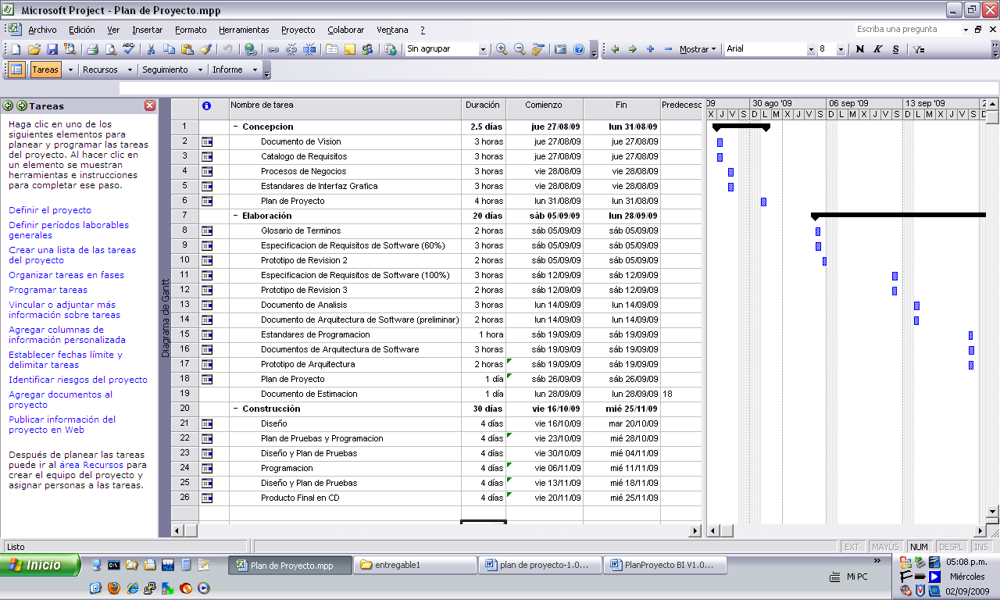 Microsoft Project - Plan de Proyecto.mpp
Archivo Edición Ver Insertar Formato Herramientas Proyecto Colaborar Ventana ? Escriba una pregunta
Sin agrupar Mostrar Arial 8 N K S
Tareas Recursos Seguimiento Informe
Tareas
Haga clic en uno de los
siguientes elementos para
planear y programar las tareas
del proyecto. Al hacer clic en
un elemento se muestran
herramientas e instrucciones
para completar ese paso.
Definir el proyecto
Definir períodos laborables
generales
Crear una lista de las tareas
del proyecto
Organizar tareas en fases
Programar tareas
Vincular o adjuntar más
información sobre tareas
Agregar columnas de
información personalizada
Establecer fechas límite y
delimitar tareas
Identificar riesgos del proyecto
Agregar documentos al
proyecto
Publicar información del
proyecto en Web
Después de planear las tareas
puede ir al área Recursos para
crear el equipo del proyecto y
asignar personas a las tareas.
Diagrama de Gantt
Nombre de tarea Duración Comienzo Fin Predeceso
1 Concepcion 2.5 días jue 27/08/09 lun 31/08/09
2 Documento de Vision 3 horas jue 27/08/09 jue 27/08/09
3 Catalogo de Requisitos 3 horas jue 27/08/09 jue 27/08/09
4 Procesos de Negocios 3 horas vie 28/08/09 vie 28/08/09
5 Estandares de Interfaz Grafica 3 horas vie 28/08/09 vie 28/08/09
6 Plan de Proyecto 4 horas lun 31/08/09 lun 31/08/09
7 Elaboración 20 días sáb 05/09/09 lun 28/09/09
8 Glosario de Terminos 2 horas sáb 05/09/09 sáb 05/09/09
9 Especificacion de Requisitos de Software (60%) 3 horas sáb 05/09/09 sáb 05/09/09
10 Prototipo de Revision 2 2 horas sáb 05/09/09 sáb 05/09/09
11 Especificacion de Requisitos de Software (100%) 3 horas sáb 12/09/09 sáb 12/09/09
12 Prototipo de Revision 3 2 horas sáb 12/09/09 sáb 12/09/09
13 Documento de Analisis 3 horas lun 14/09/09 lun 14/09/09
14 Documento de Arquitectura de Software (preliminar) 2 horas lun 14/09/09 lun 14/09/09
15 Estandares de Programacion 1 hora sáb 19/09/09 sáb 19/09/09
16 Documentos de Arquitectura de Software 3 horas sáb 19/09/09 sáb 19/09/09
17 Prototipo de Arquitectura 2 horas sáb 19/09/09 sáb 19/09/09
18 Plan de Proyecto 1 día sáb 26/09/09 sáb 26/09/09
19 Documento de Estimacion 1 día lun 28/09/09 lun 28/09/09 18
20 Construcción 30 días vie 16/10/09 mié 25/11/09
21 Diseño 4 días vie 16/10/09 mar 20/10/09
22 Plan de Pruebas y Programacion 4 días vie 23/10/09 mié 28/10/09
23 Diseño y Plan de Pruebas 4 días vie 30/10/09 mié 04/11/09
24 Programacion 4 días vie 06/11/09 mié 11/11/09
25 Diseño y Plan de Pruebas 4 días vie 13/11/09 mié 18/11/09
26 Producto Final en CD 4 días vie 20/11/09 mié 25/11/09
09 30 ago '09 06 sep '09 13 sep '09 2
X J V S D L M X J V S D L M X J V S D L M X J V S D
Listo EXT MAYÚS NUM DESPL INS
Inicio Plan de Proyecto.mpp entregable1 plan de proyecto-1.0... PlanProyecto BI V1.0... Mi PC
05:08 p.m.
Miércoles
02/09/2009